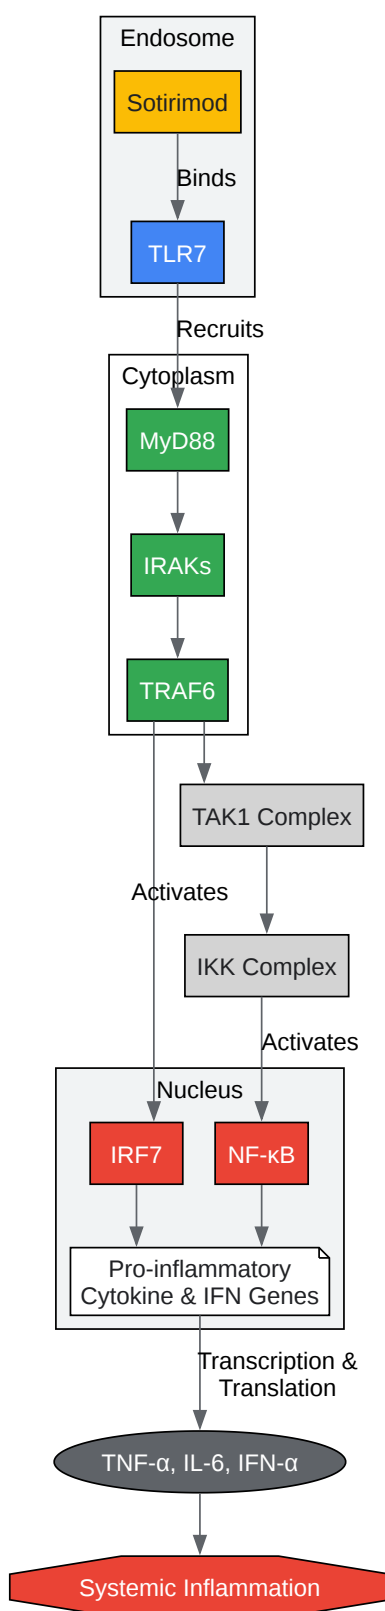 Endosome
Sotirimod
Binds
TLR7
Recruits
Cytoplasm
MyD88
IRAKs
TRAF6
TAK1 Complex
Activates
IKK Complex
Activates
Nucleus
IRF7
NF-κB
Pro-inflammatory
Cytokine & IFN Genes
Transcription &
Translation
TNF-α, IL-6, IFN-α
Systemic Inflammation